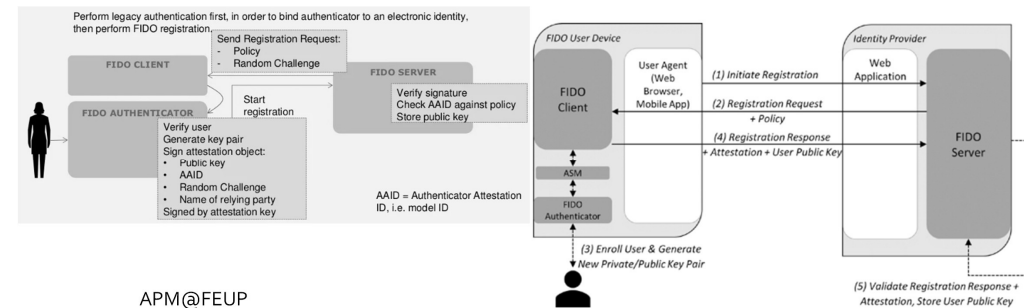 Perform legacy authentication first, in order to bind authenticator to an electronic identity,
then perform FIDO registration.
Send Registration Request:
- Policy
- Random Challenge
FIDO CLIENT
FIDO SERVER
Verify signature
Check AAID against policy
Store public key
Start
registration
FIDO AUTHENTICATOR
Verify user
Generate key pair
Sign attestation object:
• Public key
• AAID
• Random Challenge
• Name of relying party
Signed by attestation key
AAID = Authenticator Attestation
ID, i.e. model ID
APM@FEUP
FIDO User Device
FIDO
Client
User Agent
(Web
Browser,
Mobile App)
ASM
FIDO
Authenticator
(1) Initiate Registration
(2) Registration Request
+ Policy
(4) Registration Response
+ Attestation + User Public Key
(3) Enroll User & Generate
New Private/Public Key Pair
Identity Provider
Web
Application
FIDO
Server
(5) Validate Registration Response +
Attestation, Store User Public Key